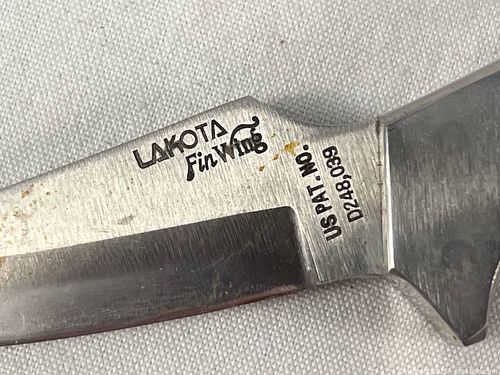 LAKOTA
Fin Wing
US PAT. NO.
D248,039